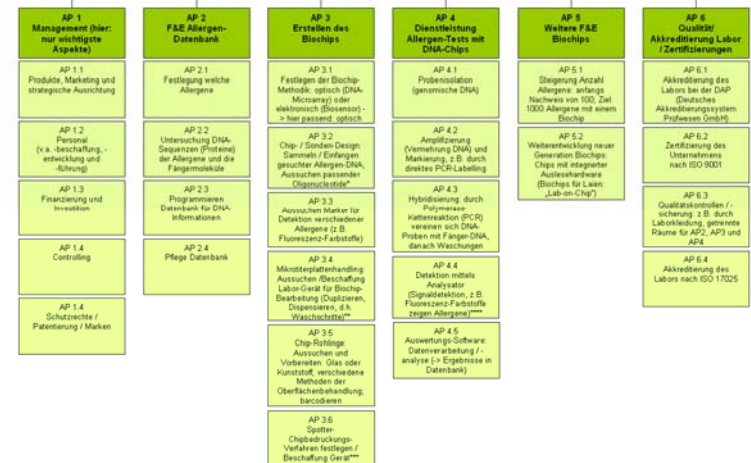 AP 1
Management (hier:
nur wichtigste
Aspekte)
AP 1.1
Produkte, Marketing und
strategische Ausrichtung
AP 1.2
Personal
(v.a. -beschaffung, -
entwicklung und
-führung)
AP 1.3
Finanzierung und
Investition
AP 1.4
Controlling
AP 1.4
Schutzrechte /
Patentierung / Marken
AP 2
F&E Allergen-
Datenbank
AP 2.1
Festlegung welche
Allergene
AP 2.2
Untersuchung DNA-
Sequenzen (Proteine)
der Allergene und die
Fängermoleküle
AP 2.3
Programmieren
Datenbank für DNA-
Informationen
AP 2.4
Pflege Datenbank
AP 3
Erstellen des
Biochips
AP 3.1
Festlegen der Biochip-
Methodik: optisch (DNA-
Microarray) oder
elektronisch (Biosensor) -
> hier passend: optisch
AP 3.2
Chip- / Sonden-Design:
Sammeln / Einfangen
gesuchter Allergen-DNA,
Aussuchen passender
Oligonucleotide*
AP 3.3
Aussuchen Marker für
Detektion verschiedener
Allergene (z.B.
Fluoreszenz-Farbstoffe)
AP 3.4
Mikrotiterplattenhandling:
Aussuchen /Beschaffung
Labor-Gerät für Biochip-
Bearbeitung (Duplizieren,
Dispensieren, d.h.
Waschschritte)**
AP 3.5
Chip-Rohlinge:
Aussuchen und
Vorbereiten: Glas oder
Kunststoff, verschiedene
Methoden der
Oberflächenbehandlung;
barcodieren
AP 3.6
Spotter-
Chipbedruckungs-
Verfahren festlegen /
Beschaffung Gerät***
AP 4
Dienstleistung
Allergen-Tests mit
DNA-Chips
AP 4.1
Probenisolation
(genomische DNA)
AP 4.2
Amplifizierung
(Vermehrung DNA) und
Markierung, z.B. durch
direktes PCR-Labelling
AP 4.3
Hybridisierung: durch
Polymerase-
Kettenreaktion (PCR)
vereinen sich DNA-
Proben mit Fänger-DNA,
danach Waschungen
AP 4.4
Detektion mittels
Analysator
(Signaldetektion, z.B.
Fluoreszenz-Farbstoffe
zeigen Allergene)****
AP 4.5
Auswertungs-Software:
Datenverarbeitung / -
analyse (-> Ergebnisse in
Datenbank)
AP 5
Weitere F&E
Biochips
AP 5.1
Steigerung Anzahl
Allergene: anfangs
Nachweis von 100; Ziel
1000 Allergene mit einem
Biochip
AP 5.2
Weiterentwicklung neuer
Generation Biochips:
Chips mit integrierter
Auslesehardware
(Biochips für Laien:
„Lab-on-Chip")
AP 6
Qualität/
Akkreditierung Labor
/ Zertifizierungen
AP 6.1
Akkreditierung des
Labors bei der DAP
(Deutsches
Akkreditierungssystem
Prüfwesen GmbH).
AP 6.2
Zertifizierung des
Unternehmens
nach ISO 9001
AP 6.3
Qualitätskontrollen / -
sicherung: z.B. durch
Laborkleidung, getrennte
Räume für AP2, AP3 und
AP4
AP 6.4
Akkreditierung des
Labors nach ISO 17025